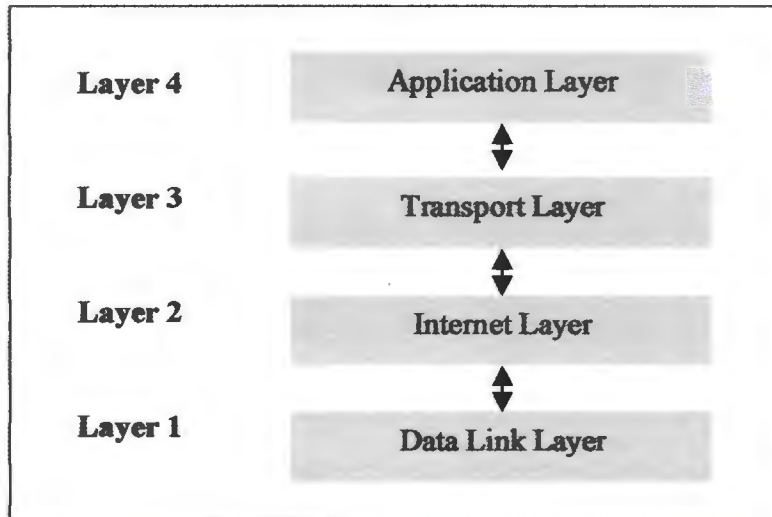 Layer 4 Application Layer
Layer 3 Transport Layer
Layer 2 Internet Layer
Layer 1 Data Link Layer